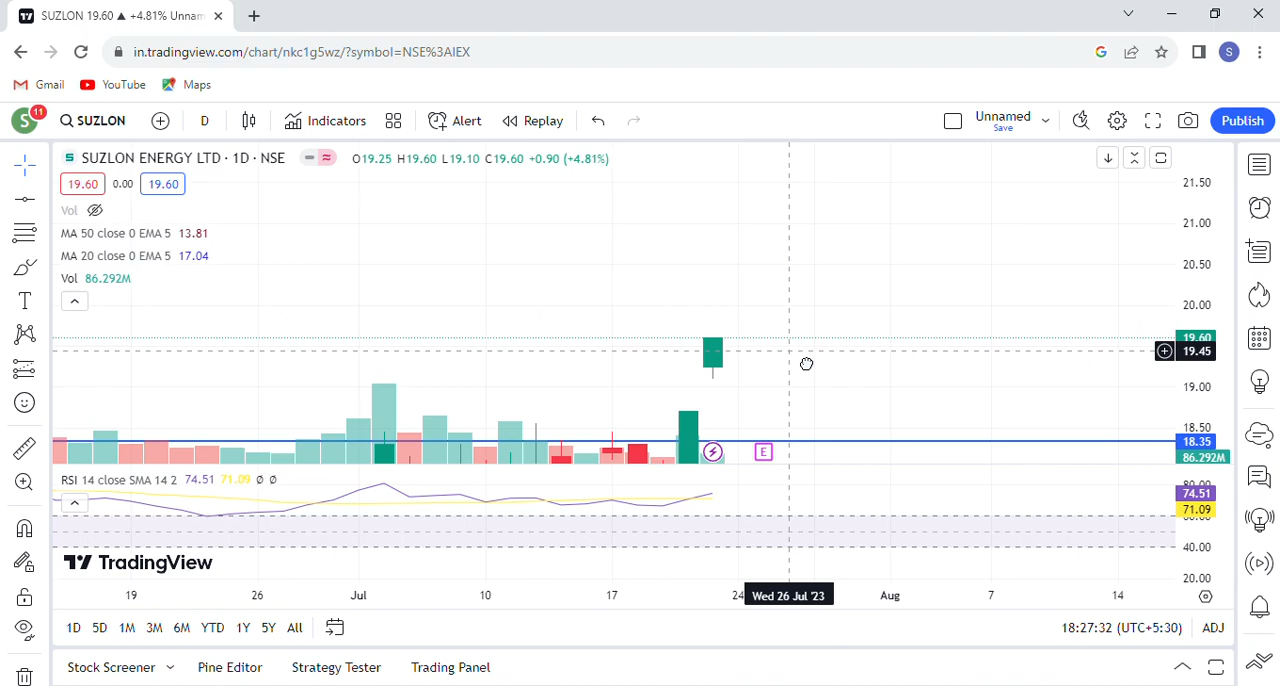 SUZLON 19.60 ▲ +4.81% Unnam
in.tradingview.com/chart/nkc1g5wz/?symbol=NSE%3AIEX
S
Gmail YouTube Maps
S 11 SUZLON D Indicators Alert Replay Unnamed Publish
Save
S SUZLON ENERGY LTD · 1D · NSE O19.25 H19.60 L19.10 C19.60 +0.90 (+4.81%)
19.60 0.00 19.60
Vol
MA 50 close 0 EMA 5 13.81
MA 20 close 0 EMA 5 17.04
Vol 86.292M
21.50
21.00
20.50
20.00
19.60
19.45
19.00
18.50
18.35
86.292M
E
RSI 14 close SMA 14 2 74.51 71.09 Ø Ø
80.00
74.51
71.09
60.00
40.00
20.00
TradingView
19 26 Jul 10 17 24 Wed 26 Jul '23 Aug 7 14
1D 5D 1M 3M 6M YTD 1Y 5Y All 18:27:32 (UTC+5:30) ADJ
Stock Screener Pine Editor Strategy Tester Trading Panel